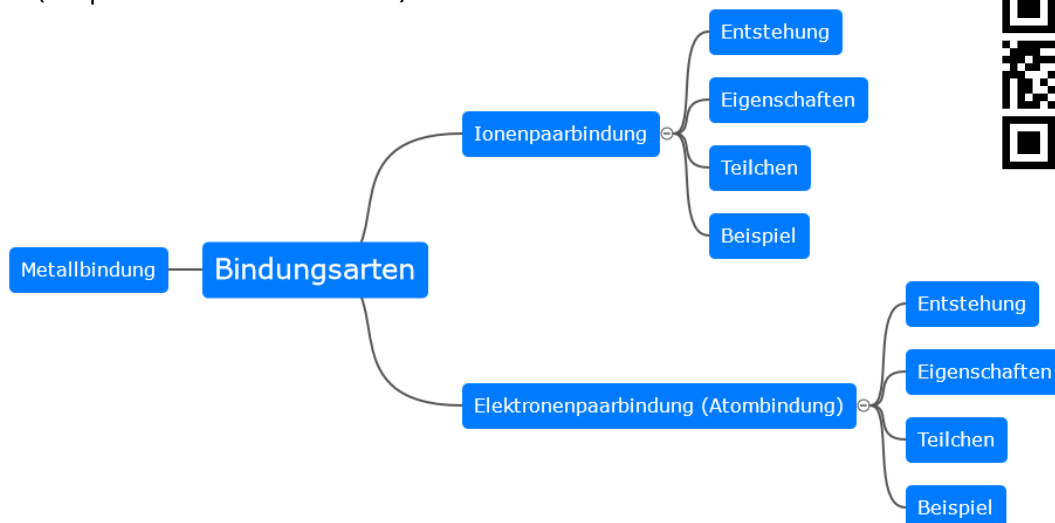 Entstehung
Eigenschaften
Ionenpaarbindung
Teilchen
Beispiel
Metallbindung
Bindungsarten
Entstehung
Eigenschaften
Elektronenpaarbindung (Atombindung)
Teilchen
Beispiel